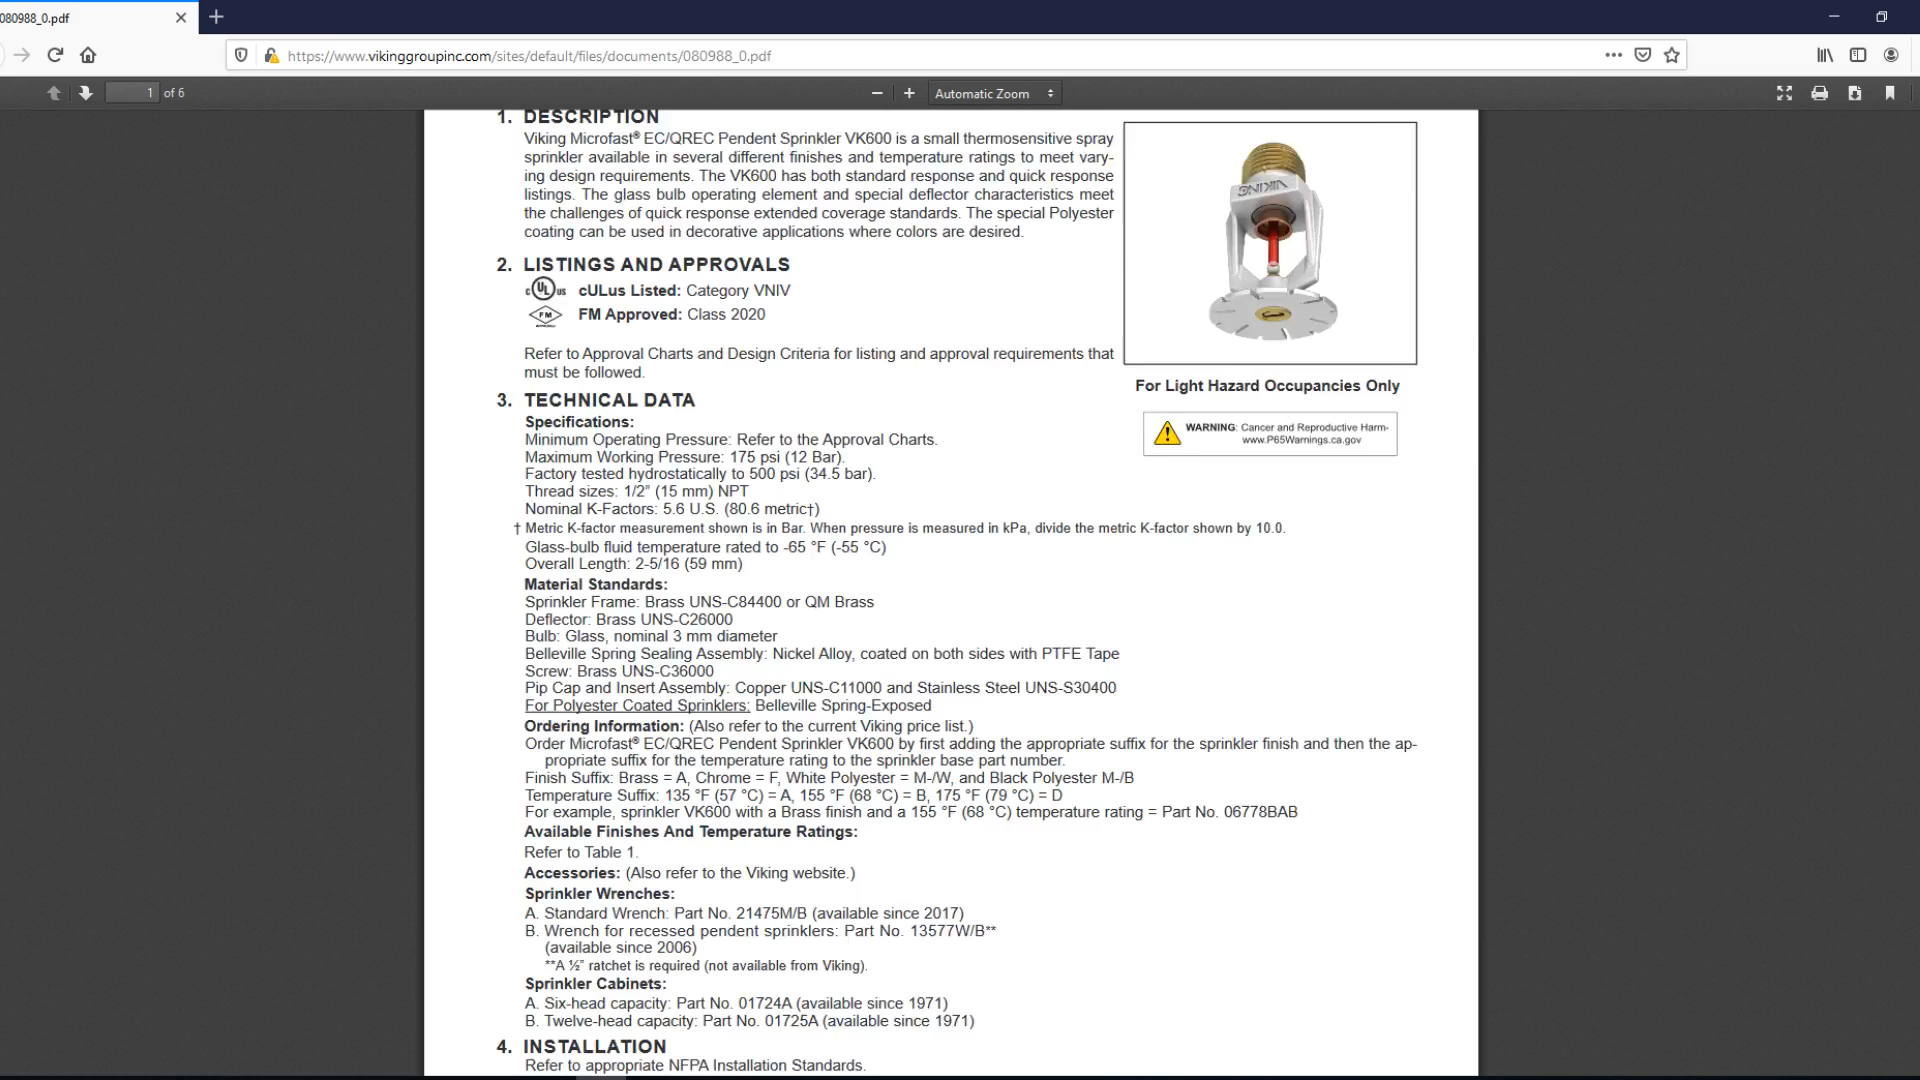 080988_0.pdf
https://www.vikinggroupinc.com/sites/default/files/documents/080988_0.pdf
1 of 6
Automatic Zoom
1. DESCRIPTION
Viking Microfast® EC/QREC Pendent Sprinkler VK600 is a small thermosensitive spray
sprinkler available in several different finishes and temperature ratings to meet vary-
ing design requirements. The VK600 has both standard response and quick response
listings. The glass bulb operating element and special deflector characteristics meet
the challenges of quick response extended coverage standards. The special Polyester
coating can be used in decorative applications where colors are desired.
VIKING
2. LISTINGS AND APPROVALS
c UL us cULus Listed: Category VNIV
FM APPROVED FM Approved: Class 2020
Refer to Approval Charts and Design Criteria for listing and approval requirements that
must be followed.
For Light Hazard Occupancies Only
WARNING: Cancer and Reproductive Harm-
www.P65Warnings.ca.gov
3. TECHNICAL DATA
Specifications:
Minimum Operating Pressure: Refer to the Approval Charts.
Maximum Working Pressure: 175 psi (12 Bar).
Factory tested hydrostatically to 500 psi (34.5 bar).
Thread sizes: 1/2” (15 mm) NPT
Nominal K-Factors: 5.6 U.S. (80.6 metric†)
† Metric K-factor measurement shown is in Bar. When pressure is measured in kPa, divide the metric K-factor shown by 10.0.
Glass-bulb fluid temperature rated to -65 °F (-55 °C)
Overall Length: 2-5/16 (59 mm)
Material Standards:
Sprinkler Frame: Brass UNS-C84400 or QM Brass
Deflector: Brass UNS-C26000
Bulb: Glass, nominal 3 mm diameter
Belleville Spring Sealing Assembly: Nickel Alloy, coated on both sides with PTFE Tape
Screw: Brass UNS-C36000
Pip Cap and Insert Assembly: Copper UNS-C11000 and Stainless Steel UNS-S30400
For Polyester Coated Sprinklers: Belleville Spring-Exposed
Ordering Information: (Also refer to the current Viking price list.)
Order Microfast® EC/QREC Pendent Sprinkler VK600 by first adding the appropriate suffix for the sprinkler finish and then the ap-
propriate suffix for the temperature rating to the sprinkler base part number.
Finish Suffix: Brass = A, Chrome = F, White Polyester = M-/W, and Black Polyester M-/B
Temperature Suffix: 135 °F (57 °C) = A, 155 °F (68 °C) = B, 175 °F (79 °C) = D
For example, sprinkler VK600 with a Brass finish and a 155 °F (68 °C) temperature rating = Part No. 06778BAB
Available Finishes And Temperature Ratings:
Refer to Table 1.
Accessories: (Also refer to the Viking website.)
Sprinkler Wrenches:
A. Standard Wrench: Part No. 21475M/B (available since 2017)
B. Wrench for recessed pendent sprinklers: Part No. 13577W/B**
(available since 2006)
**A ½” ratchet is required (not available from Viking).
Sprinkler Cabinets:
A. Six-head capacity: Part No. 01724A (available since 1971)
B. Twelve-head capacity: Part No. 01725A (available since 1971)
4. INSTALLATION
Refer to appropriate NFPA Installation Standards.